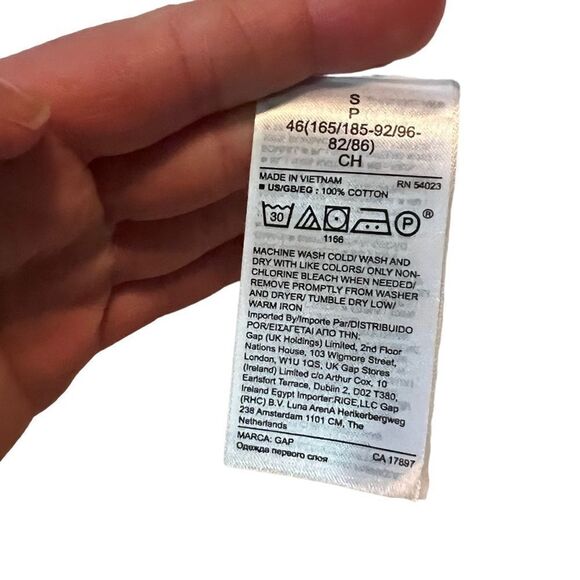 S
P
46(165/185-92/96-
82/86)
CH
MADE IN VIETNAM RN 54023
■ US/GB/EG : 100% COTTON
30 P ®
1166
MACHINE WASH COLD/ WASH AND
DRY WITH LIKE COLORS/ ONLY NON-
CHLORINE BLEACH WHEN NEEDED/
REMOVE PROMPTLY FROM WASHER
AND DRYER/ TUMBLE DRY LOW/
WARM IRON
Imported By/Importe Par/DISTRIBUIDO
POR/ΕΙΣΑΓΕΤΑΙ ΑΠΟ ΤΗΝ:
Gap (UK Holdings) Limited, 2nd Floor
Nations House, 103 Wigmore Street,
London, W1U 1QS, UK Gap Stores
(Ireland) Limited c/o Arthur Cox, 10
Earlsfort Terrace, Dublin 2, D02 T380,
Ireland Egypt Importer:RIGE,LLC Gap
(RHC) B.V. Luna ArenA Herikerbergweg
238 Amsterdam 1101 CM, The
Netherlands
MARCA: GAP
Одежда первого слоя CA 17897